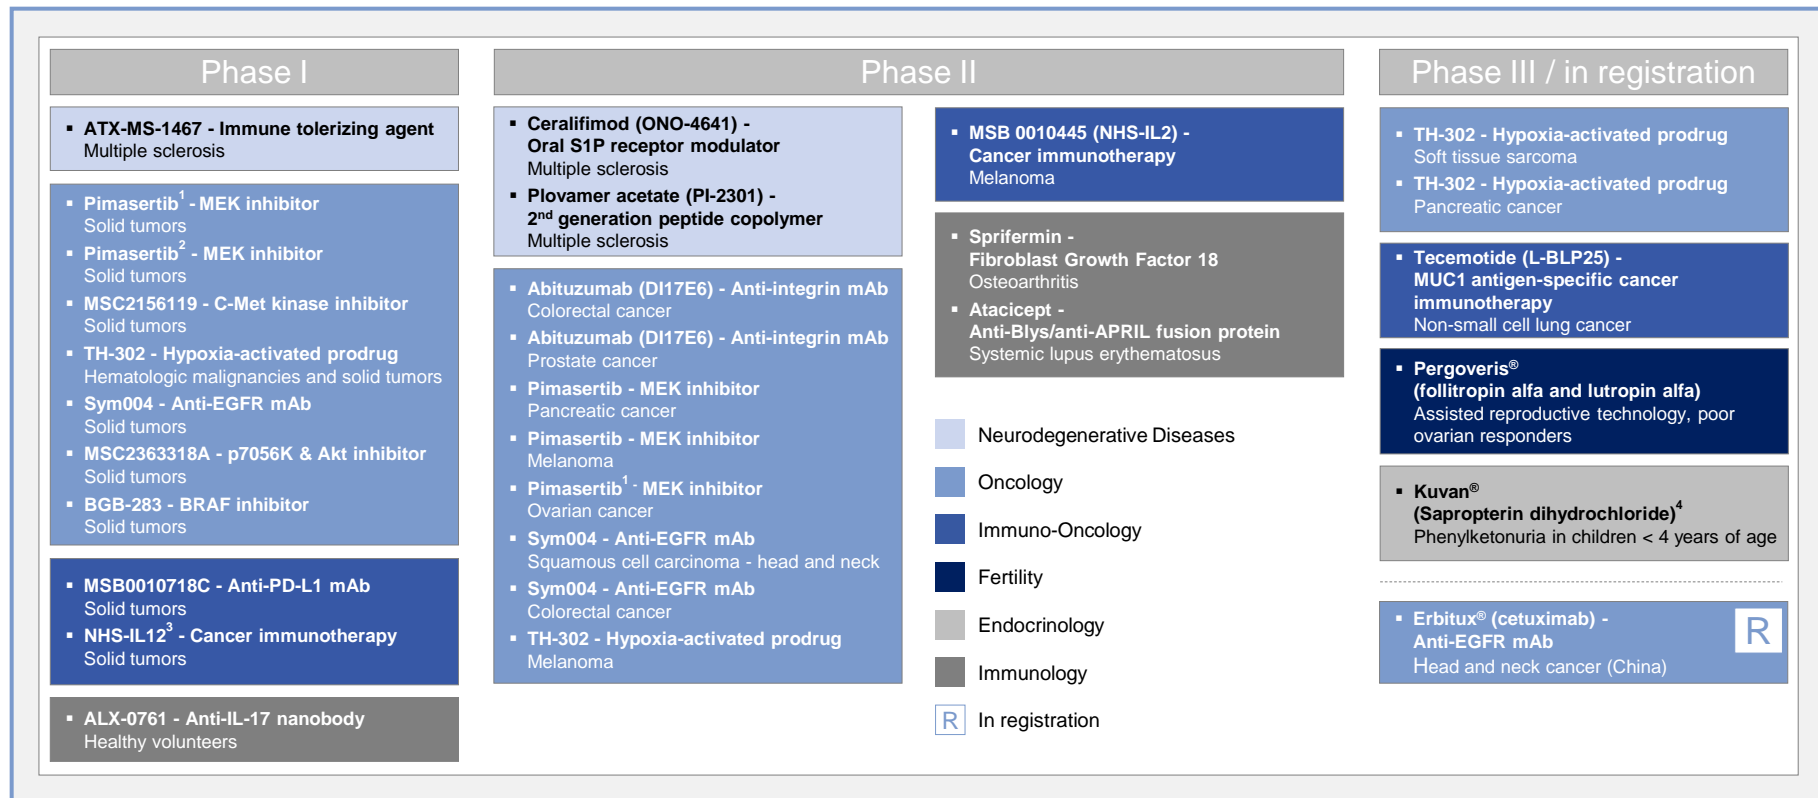 Phase I
▪ ATX-MS-1467 - Immune tolerizing agent
Multiple sclerosis
▪ Pimasertib¹ - MEK inhibitor
Solid tumors
▪ Pimasertib² - MEK inhibitor
Solid tumors
▪ MSC2156119 - C-Met kinase inhibitor
Solid tumors
▪ TH-302 - Hypoxia-activated prodrug
Hematologic malignancies and solid tumors
▪ Sym004 - Anti-EGFR mAb
Solid tumors
▪ MSC2363318A - p7056K & Akt inhibitor
Solid tumors
▪ BGB-283 - BRAF inhibitor
Solid tumors
▪ MSB0010718C - Anti-PD-L1 mAb
Solid tumors
▪ NHS-IL12³ - Cancer immunotherapy
Solid tumors
▪ ALX-0761 - Anti-IL-17 nanobody
Healthy volunteers
Phase II
▪ Ceralifimod (ONO-4641) -
Oral S1P receptor modulator
Multiple sclerosis
▪ Plovamer acetate (PI-2301) -
2nd generation peptide copolymer
Multiple sclerosis
▪ Abituzumab (DI17E6) - Anti-integrin mAb
Colorectal cancer
▪ Abituzumab (DI17E6) - Anti-integrin mAb
Prostate cancer
▪ Pimasertib - MEK inhibitor
Pancreatic cancer
▪ Pimasertib - MEK inhibitor
Melanoma
▪ Pimasertib¹ - MEK inhibitor
Ovarian cancer
▪ Sym004 - Anti-EGFR mAb
Squamous cell carcinoma - head and neck
▪ Sym004 - Anti-EGFR mAb
Colorectal cancer
▪ TH-302 - Hypoxia-activated prodrug
Melanoma
▪ MSB 0010445 (NHS-IL2) -
Cancer immunotherapy
Melanoma
▪ Sprifermin -
Fibroblast Growth Factor 18
Osteoarthritis
▪ Atacicept -
Anti-Blys/anti-APRIL fusion protein
Systemic lupus erythematosus
Neurodegenerative Diseases
Oncology
Immuno-Oncology
Fertility
Endocrinology
Immunology
R In registration
Phase III / in registration
▪ TH-302 - Hypoxia-activated prodrug
Soft tissue sarcoma
▪ TH-302 - Hypoxia-activated prodrug
Pancreatic cancer
▪ Tecemotide (L-BLP25) -
MUC1 antigen-specific cancer
immunotherapy
Non-small cell lung cancer
▪ Pergoveris®
(follitropin alfa and lutropin alfa)
Assisted reproductive technology, poor
ovarian responders
▪ Kuvan®
(Sapropterin dihydrochloride)⁴
Phenylketonuria in children < 4 years of age
▪ Erbitux® (cetuximab) -
Anti-EGFR mAb
Head and neck cancer (China)
R